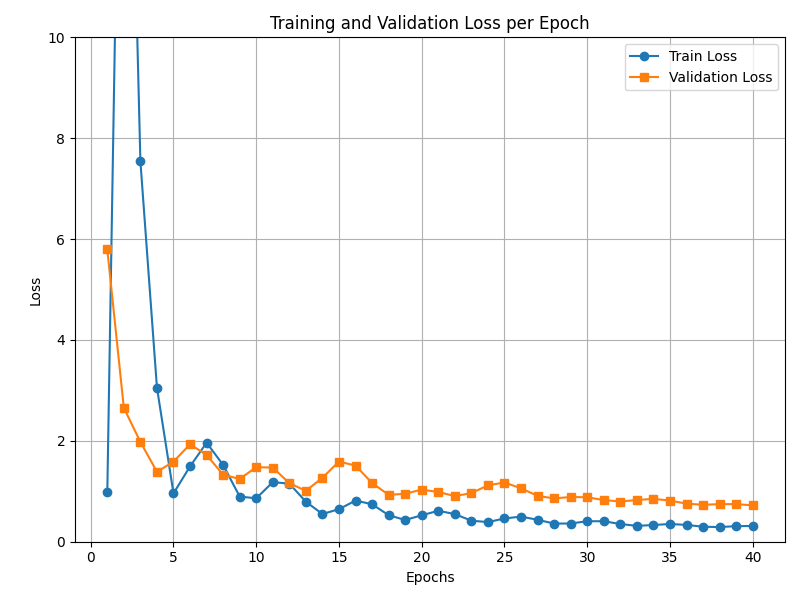 Training and Validation Loss per Epoch
Train Loss
Validation Loss
Loss
10
8
6
4
2
0
0 5 10 15 20 25 30 35 40
Epochs